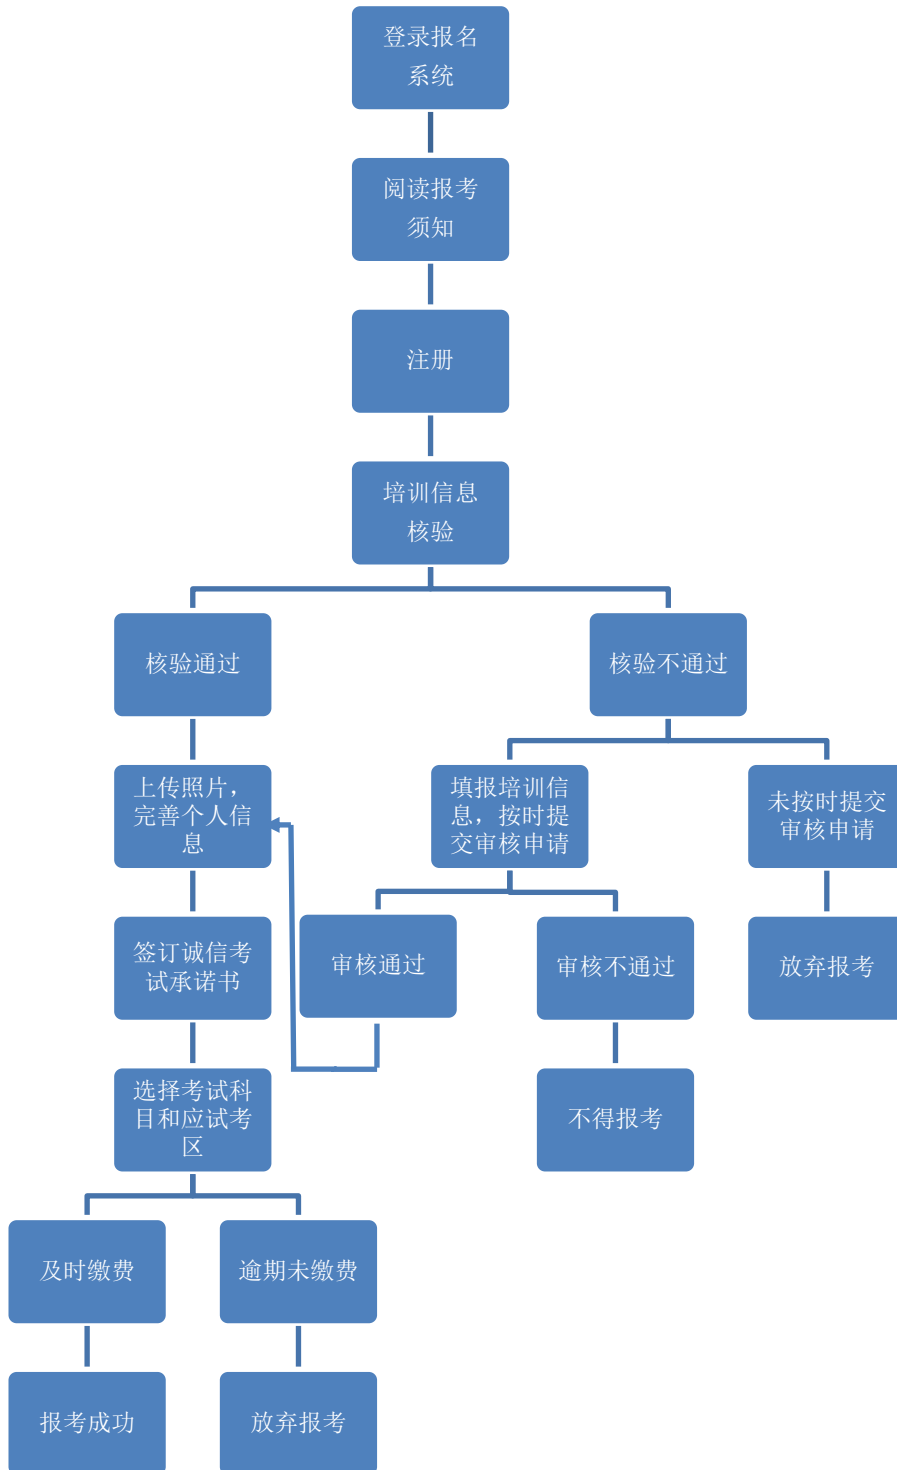 登录报名
系统
阅读报考
须知
注册
培训信息
核验
核验通过
核验不通过
上传照片，
完善个人信
息
填报培训信
息，按时提
交审核申请
未按时提交
审核申请
签订诚信考
试承诺书
审核通过
审核不通过
放弃报考
选择考试科
目和应试考
区
不得报考
及时缴费
逾期未缴费
报考成功
放弃报考